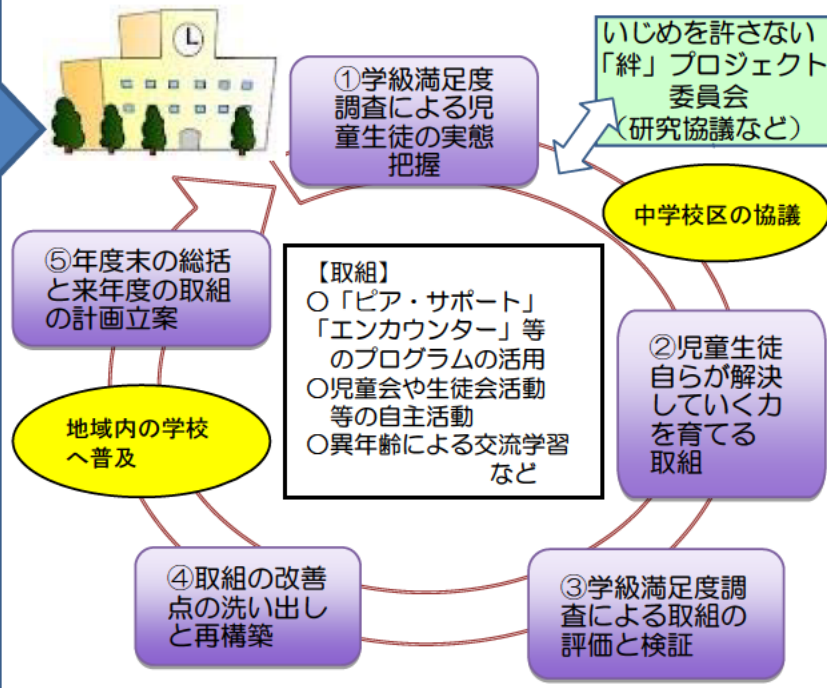 ①学級満足度
調査による児
童生徒の実態
把握
いじめを許さない
「絆」プロジェクト
委員会
（研究協議など）
中学校区の協議
②児童生徒
自らが解決
していく力
を育てる
取組
③学級満足度調
査による取組の
評価と検証
④取組の改善
点の洗い出し
と再構築
地域内の学校
へ普及
⑤年度末の総括
と来年度の取組
の計画立案
【取組】
〇「ピア・サポート」
「エンカウンター」等
のプログラムの活用
〇児童会や生徒会活動
等の自主活動
〇異年齢による交流学習
など